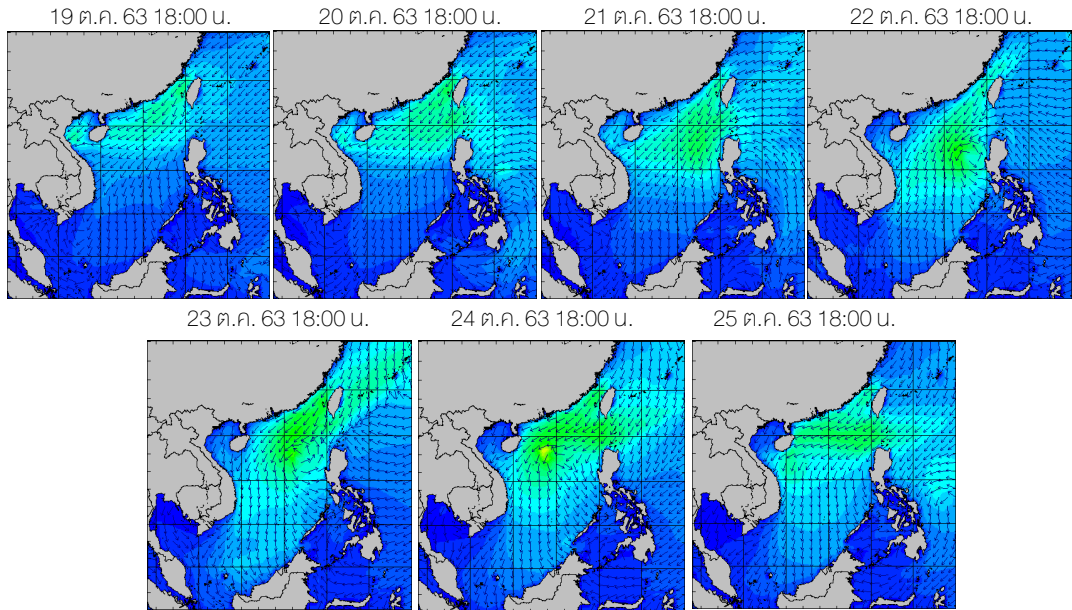 19 ต.ค. 63 18:00 น.
20 ต.ค. 63 18:00 น.
21 ต.ค. 63 18:00 น.
22 ต.ค. 63 18:00 น.
23 ต.ค. 63 18:00 น.
24 ต.ค. 63 18:00 น.
25 ต.ค. 63 18:00 น.